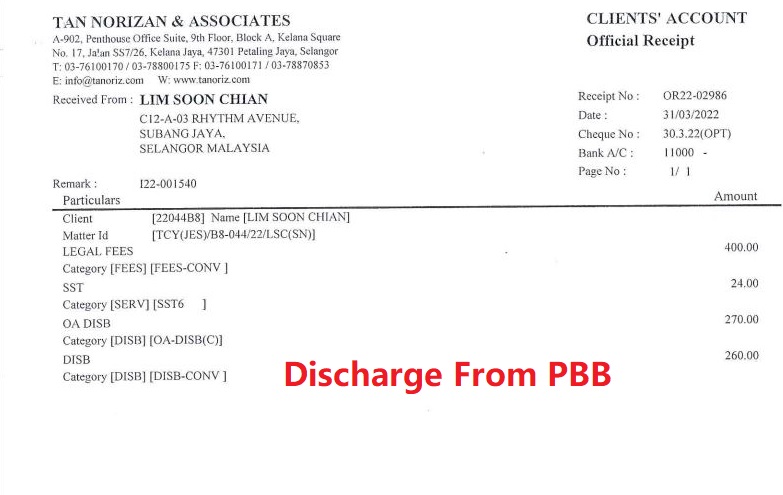 TAN NORIZAN & ASSOCIATES
A-902, Penthouse Office Suite, 9th Floor, Block A, Kelana Square
No. 17, Jalan SS7/26, Kelana Jaya, 47301 Petaling Jaya, Selangor
T: 03-76100170 / 03-78800175 F: 03-76100171 / 03-78870853
E: info@tanoriz.com W: www.tanoriz.com
CLIENTS' ACCOUNT
Official Receipt
Received From : LIM SOON CHIAN
C12-A-03 RHYTHM AVENUE,
SUBANG JAYA,
SELANGOR MALAYSIA
Receipt No : OR22-02986
Date : 31/03/2022
Cheque No : 30.3.22(OPT)
Bank A/C : 11000 -
Page No : 1/ 1
Remark : I22-001540
Particulars Amount
Client [22044B8] Name [LIM SOON CHIAN]
Matter Id [TCY(JES)/B8-044/22/LSC(SN)]
LEGAL FEES 400.00
Category [FEES] [FEES-CONV ]
SST 24.00
Category [SERV] [SST6 ]
OA DISB 270.00
Category [DISB] [OA-DISB(C)]
DISB 260.00
Category [DISB] [DISB-CONV ]
Discharge From PBB